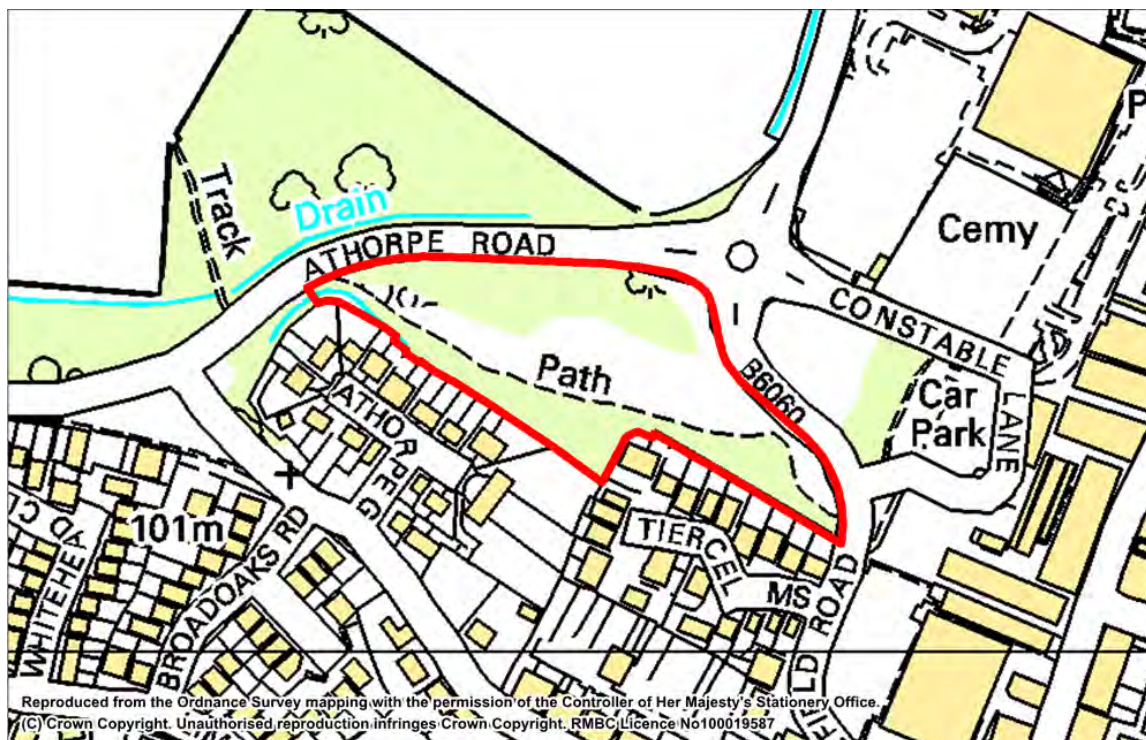 P
Track
Drain
ATHORPE ROAD
Cemy
CONSTABLE
LANE
Path
B6060
Car
Park
ATHO
101m
TIERCEL
MS
WHITEHEAD
BROADOAKS RD
ROAD
Reproduced from the Ordnance Survey mapping with the permission of the Controller of Her Majesty's Stationery Office.
(C) Crown Copyright. Unauthorised reproduction infringes Crown Copyright. RMBC Licence No100019587